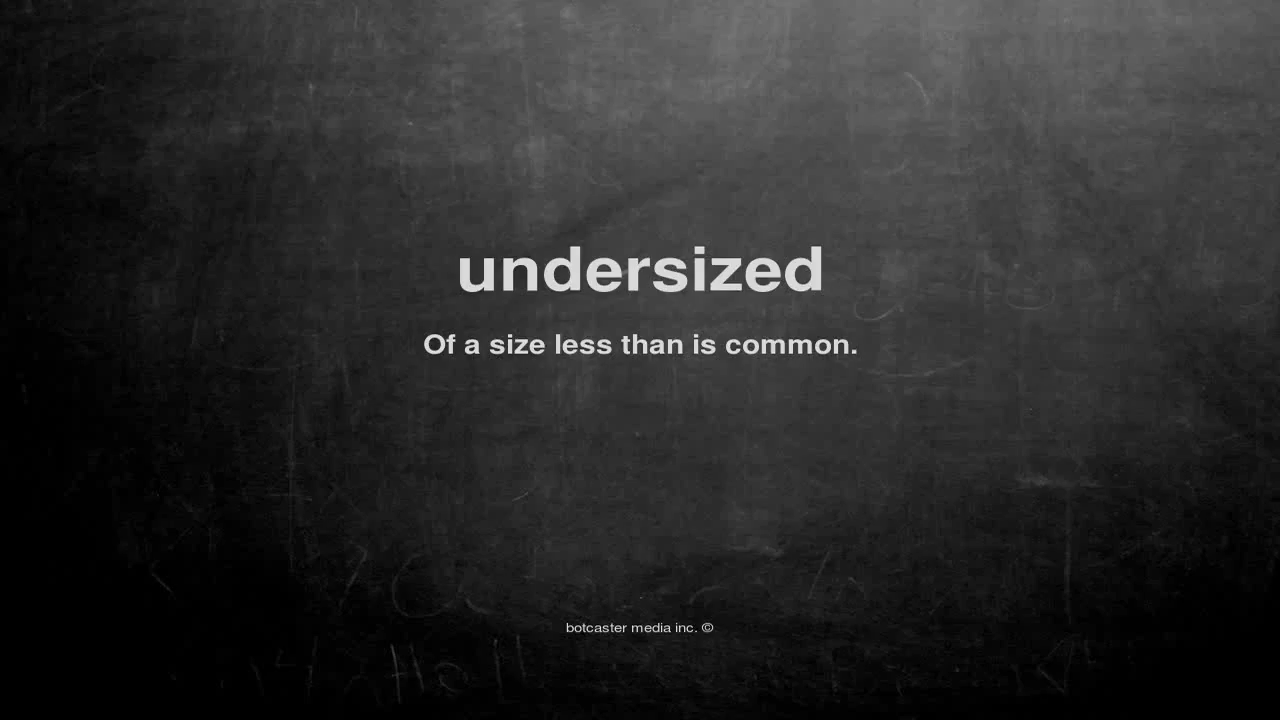 undersized
Of a size less than is common.
botcaster media inc. ©